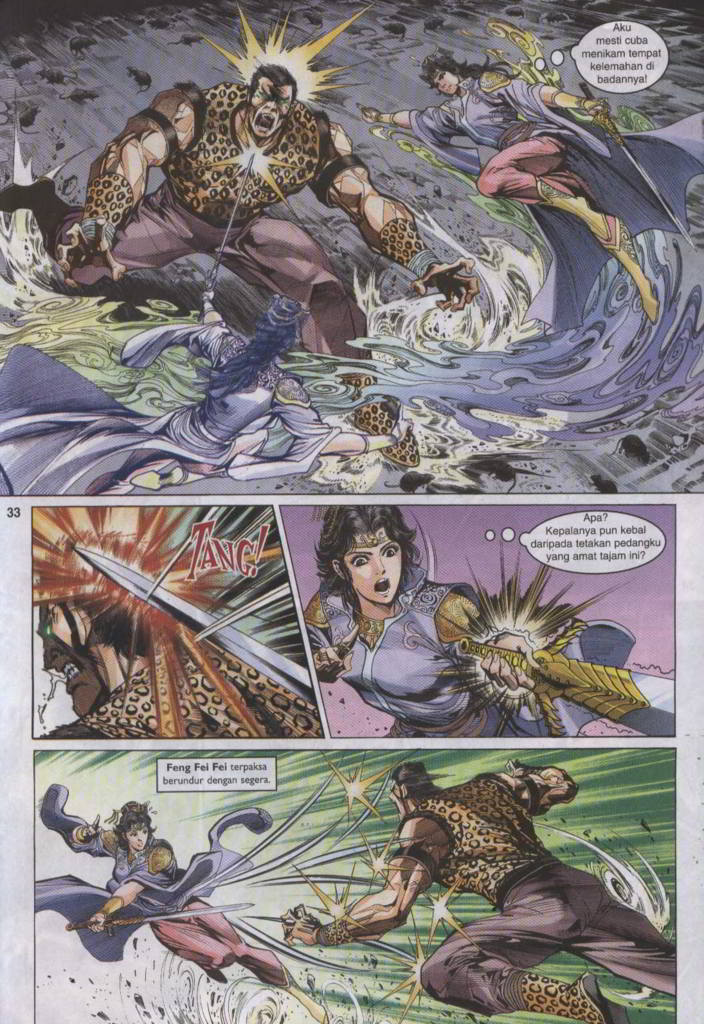 Aku
mesti cuba
menikam tempat
kelemahan di
badannya!
33
TANG!
Apa?
Kepalanya pun kebal
daripada tetakan pedangku
yang amat tajam ini?
Feng Fei Fei terpaksa
berundur dengan segera.